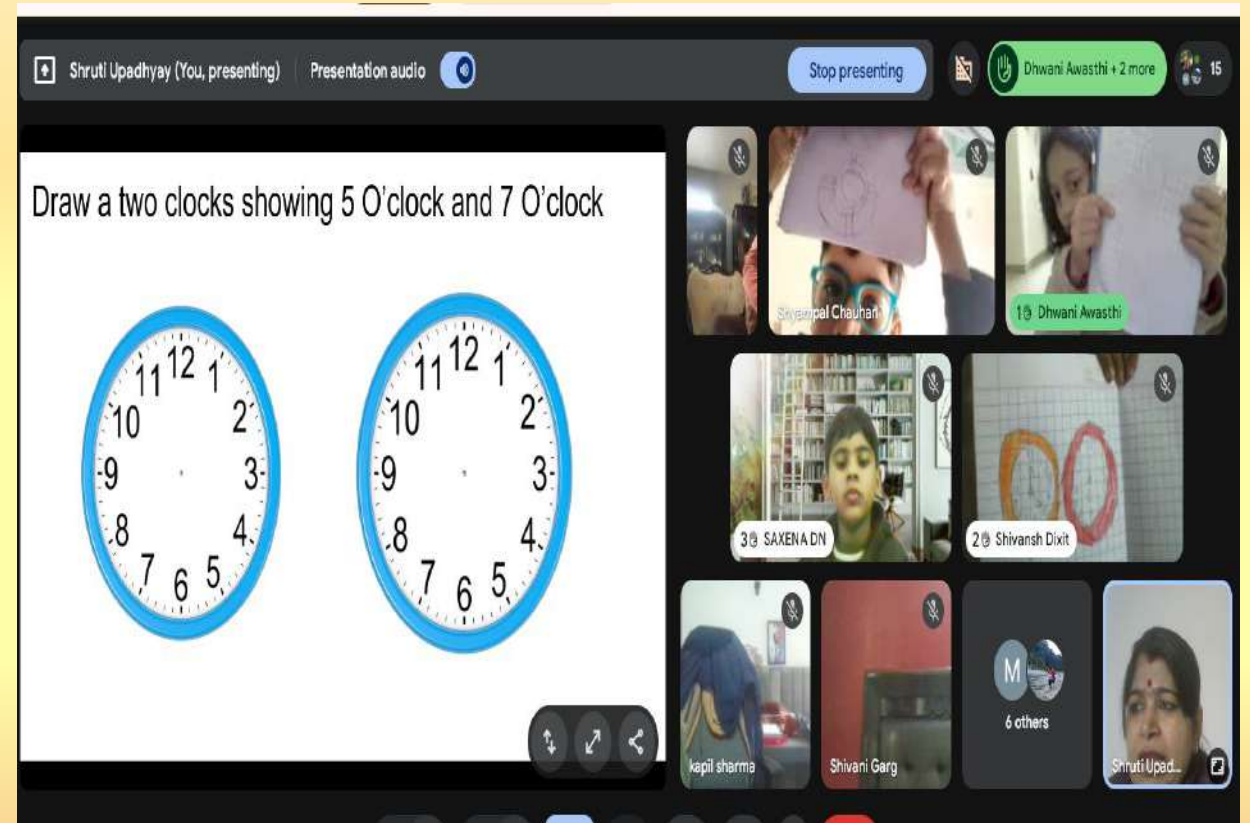 Shruti Upadhyay (You, presenting)
Presentation audio
Stop presenting
Dhwani Awasthi + 2 more
15
Draw a two clocks showing 5 O'clock and 7 O'clock
12
11 1
10 2
9 3
8 4
7 5
6
12
11 1
10 2
9 3
8 4
7 5
6
Shyampal Chauhan
1 Dhwani Awasthi
3 SAXENA DN
2 Shivansh Dixit
kapil sharma
Shivani Garg
M
6 others
Shruti Upad...